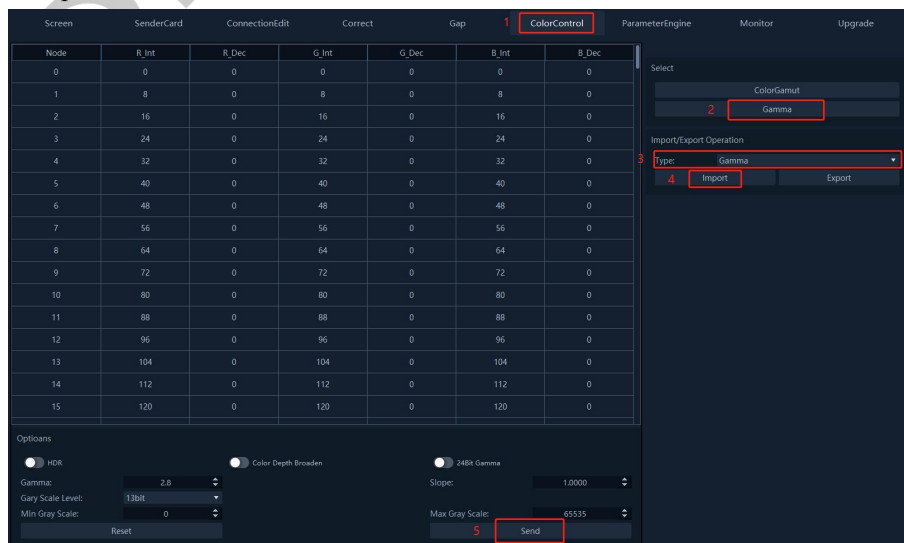 Screen SenderCard ConnectionEdit Correct Gap 1 ColorControl ParameterEngine Monitor Upgrade
Node R_Int R_Dec G_Int G_Dec B_Int B_Dec
0 0 0 0 0 0 0
1 8 0 8 0 8 0
2 16 0 16 0 16 0
3 24 0 24 0 24 0
4 32 0 32 0 32 0
5 40 0 40 0 40 0
6 48 0 48 0 48 0
7 56 0 56 0 56 0
8 64 0 64 0 64 0
9 72 0 72 0 72 0
10 80 0 80 0 80 0
11 88 0 88 0 88 0
12 96 0 96 0 96 0
13 104 0 104 0 104 0
14 112 0 112 0 112 0
15 120 0 120 0 120 0
Select
ColorGamut
2 Gamma
Import/Export Operation
3 Type: Gamma
4 Import Export
Optioans
HDR Color Depth Broaden 24Bit Gamma
Gamma: 2.8 Slope: 1.0000
Gary Scale Level: 13bit
Min Gray Scale: 0 Max Gray Scale: 65535
Reset 5 Send